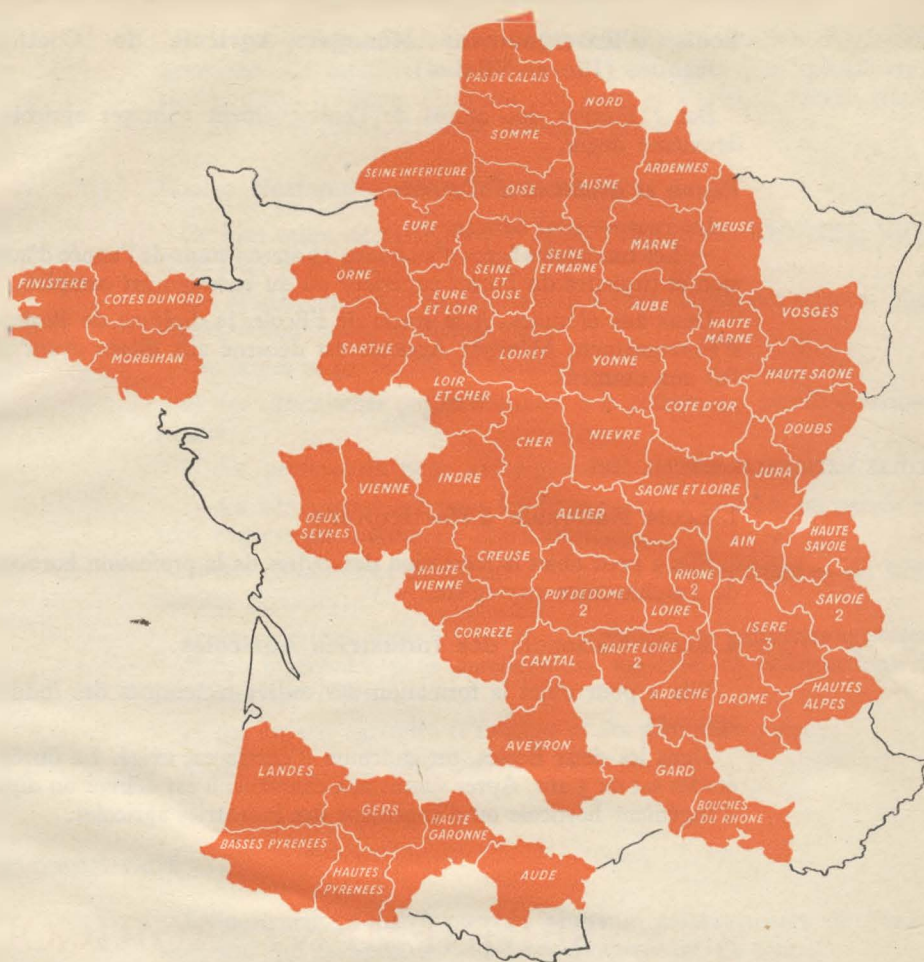 PAS DE CALAIS
NORD
SOMME
SEINE INFERIEURE
OISE
AISNE
ARDENNES
EURE
MARNE
MEUSE
ORNE
SEINE
ET
OISE
SEINE
ET MARNE
FINISTERE
COTES DU NORD
EURE
ET LOIR
AUBE
HAUTE
MARNE
VOSGES
MORBIHAN
SARTHE
LOIRET
YONNE
HAUTE SAONE
LOIR
ET CHER
COTE D'OR
DOUBS
CHER
NIEVRE
JURA
INDRE
VIENNE
SAONE ET LOIRE
DEUX
SEVRES
ALLIER
AIN
HAUTE
SAVOIE
CREUSE
HAUTE
VIENNE
RHONE
2
PUY DE DOME
2
LOIRE
SAVOIE
2
ISERE
3
CORREZE
HAUTE LOIRE
2
CANTAL
ARDECHE
DROME
HAUTES
ALPES
AVEYRON
GARD
LANDES
BOUCHES
DU RHONE
GERS
HAUTE
GARONNE
BASSES PYRENEES
HAUTES
PYRENEES
AUDE